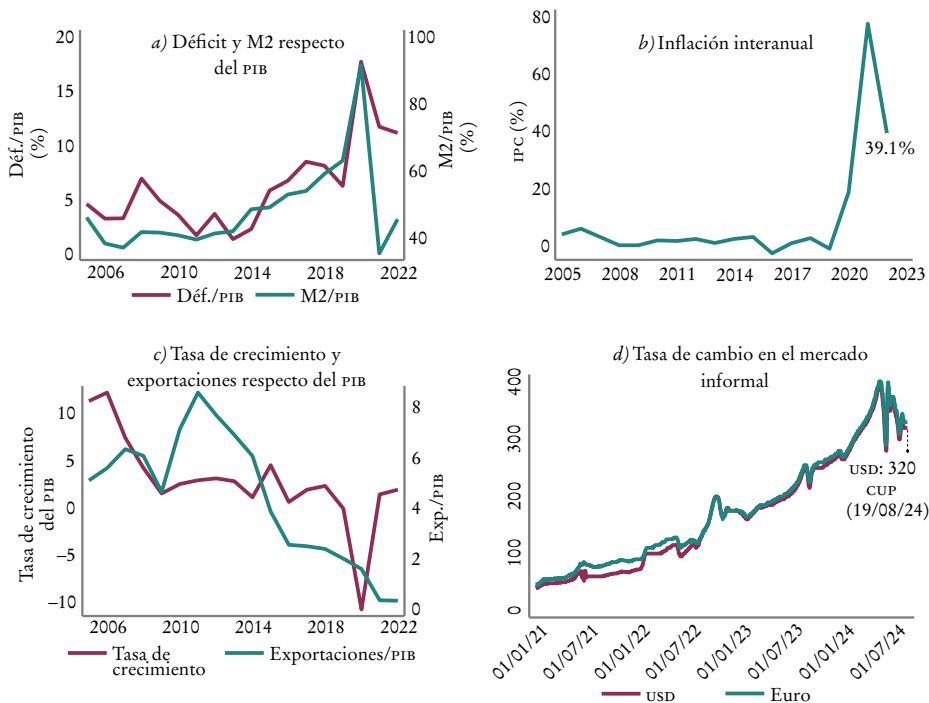 a) Déficit y M2 respecto
del PIB
20
15
10
5
0
Déf./PIB
(%)
100
80
60
40
M2/PIB
(%)
2006
2010
2014
2018
2022
Déf./PIB
M2/PIB
b) Inflación interanual
80
60
40
20
0
IPC (%)
39.1%
2005
2008
2011
2014
2017
2020
2023
c) Tasa de crecimiento y
exportaciones respecto del PIB
10
5
0
−5
−10
Tasa de crecimiento
del PIB
8
6
4
2
0
Exp./PIB
2006
2010
2014
2018
2022
Tasa de
crecimiento
Exportaciones/PIB
d) Tasa de cambio en el mercado
informal
400
300
200
100
0
USD: 320
CUP
(19/08/24)
01/01/21
01/07/21
01/01/22
01/07/22
01/01/23
01/07/23
01/01/24
01/07/24
USD
Euro